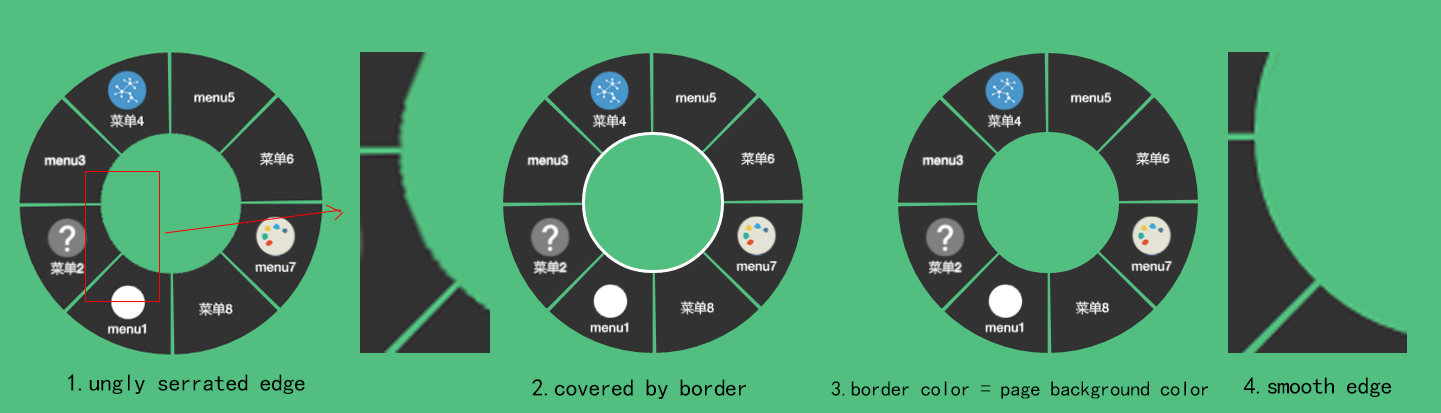 菜单4
menu5
menu3
菜单6
?
菜单2
menu7
menu1
菜单8
1.ungly serrated edge
菜单4
menu5
menu3
菜单6
?
菜单2
menu7
menu1
菜单8
2.covered by border
菜单4
menu5
menu3
菜单6
?
菜单2
menu7
menu1
菜单8
3.border color = page background color
4.smooth edge